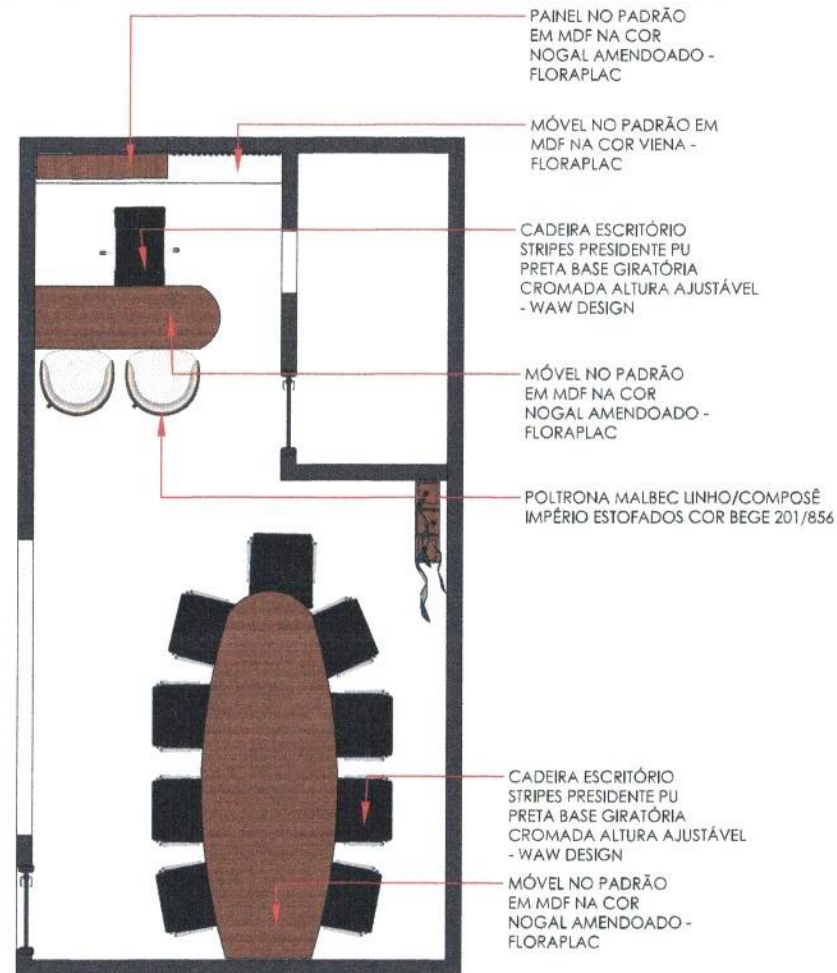 PAINEL NO PADRÃO
EM MDF NA COR
NOGAL AMENDOADO -
FLORAPLAC
MÓVEL NO PADRÃO EM
MDF NA COR VIENA -
FLORAPLAC
CADEIRA ESCRITÓRIO
STRIPES PRESIDENTE PU
PRETA BASE GIRATÓRIA
CROMADA ALTURA AJUSTÁVEL
- WAW DESIGN
MÓVEL NO PADRÃO
EM MDF NA COR
NOGAL AMENDOADO -
FLORAPLAC
POLTRONA MALBEC LINHO/COMPOSÊ
IMPÉRIO ESTOFADOS COR BEGE 201/856
CADEIRA ESCRITÓRIO
STRIPES PRESIDENTE PU
PRETA BASE GIRATÓRIA
CROMADA ALTURA AJUSTÁVEL
- WAW DESIGN
MÓVEL NO PADRÃO
EM MDF NA COR
NOGAL AMENDOADO -
FLORAPLAC